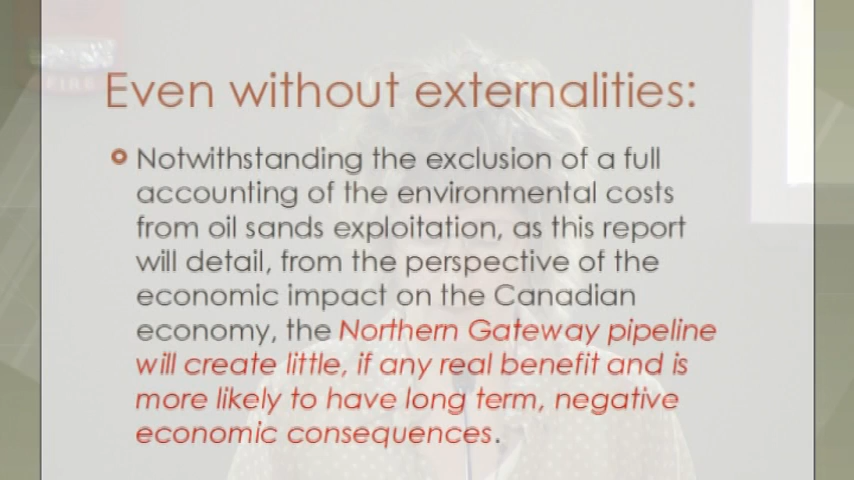 FIRE
Even without externalities:
Notwithstanding the exclusion of a full
accounting of the environmental costs
from oil sands exploitation, as this report
will detail, from the perspective of the
economic impact on the Canadian
economy, the Northern Gateway pipeline
will create little, if any real benefit and is
more likely to have long term, negative
economic consequences.